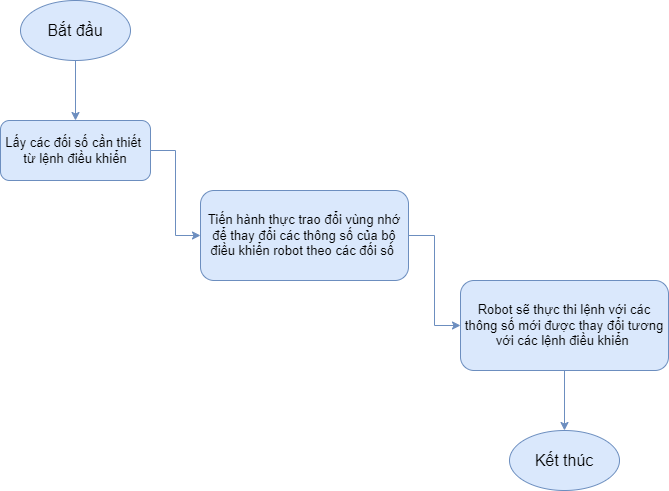 Bắt đầu
Lấy các đối số cần thiết
từ lệnh điều khiển
Tiến hành thực trao đổi vùng nhớ
để thay đổi các thông số của bộ
điều khiển robot theo các đối số
Robot sẽ thực thi lệnh với các
thông số mới được thay đổi tương
với các lệnh điều khiển
Kết thúc